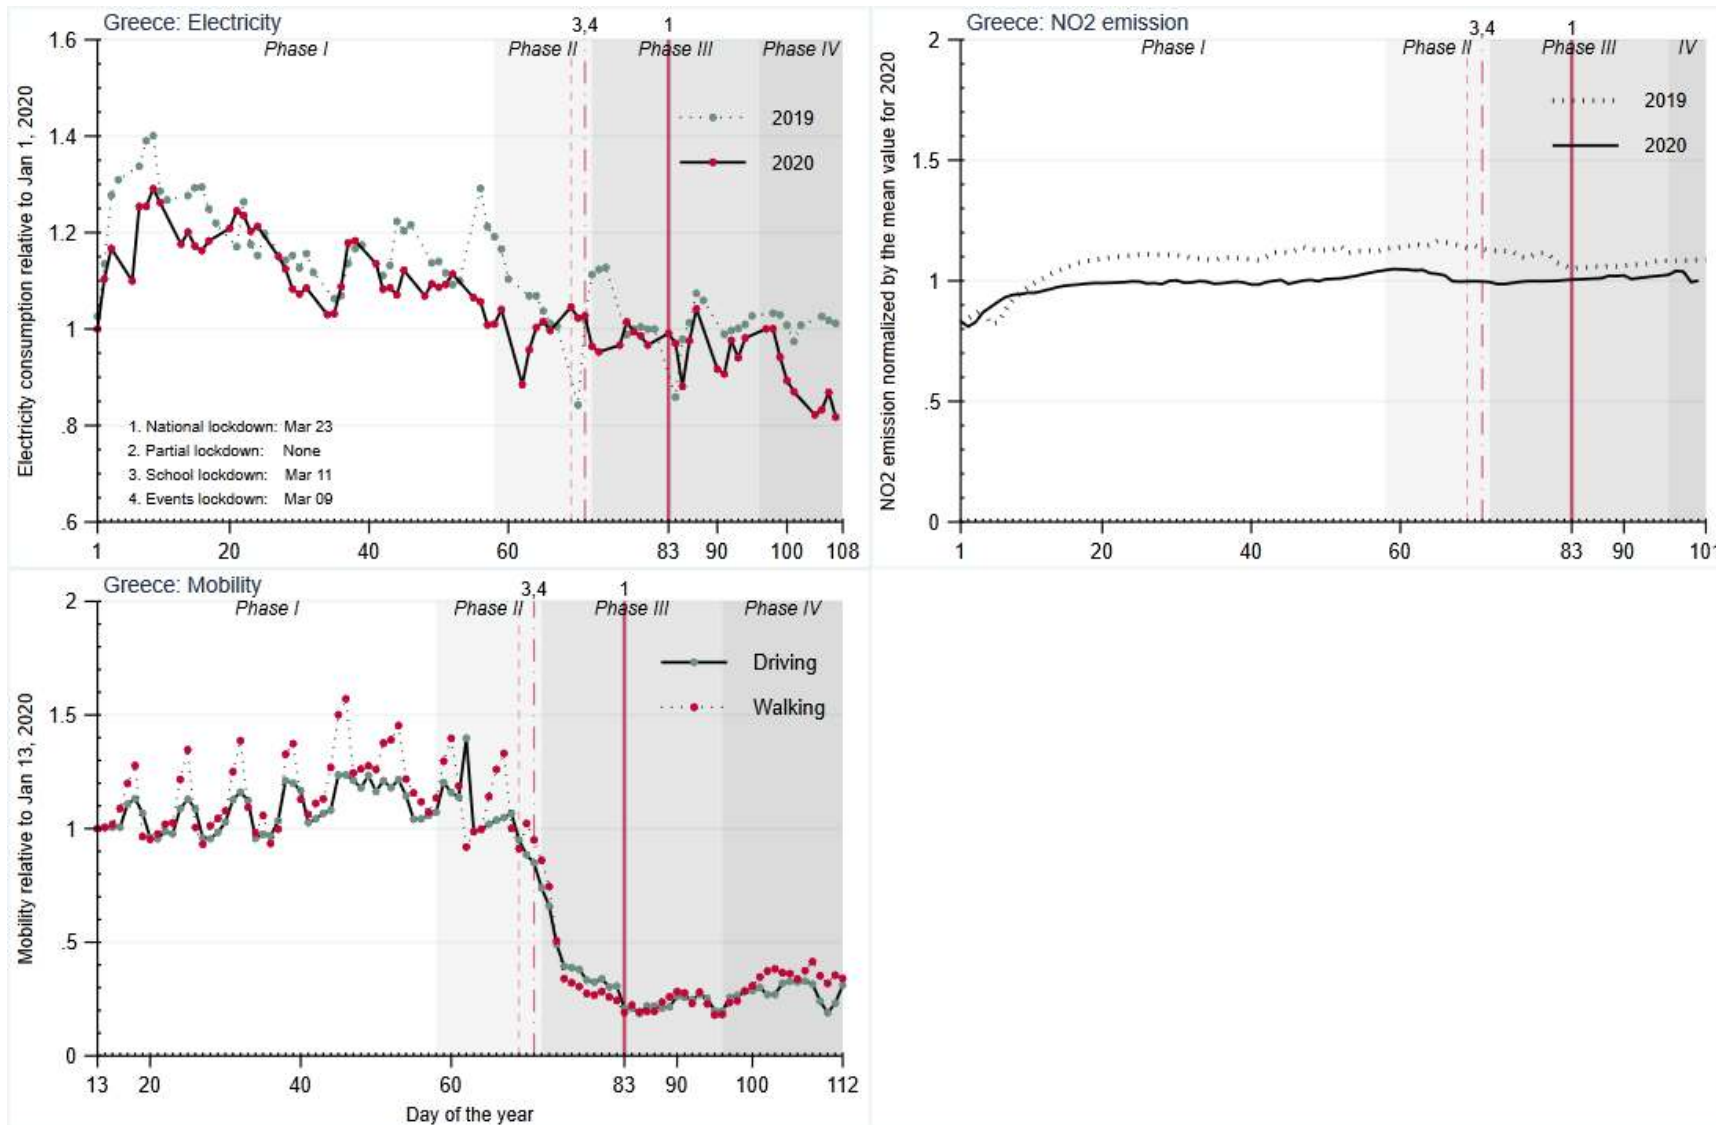 Greece: Electricity
3,4
1
Phase I
Phase II
Phase III
Phase IV
Electricity consumption relative to Jan 1, 2020
1.6
1.4
1.2
1
.8
.6
2019
2020
1. National lockdown: Mar 23
2. Partial lockdown: None
3. School lockdown: Mar 11
4. Events lockdown: Mar 09
1
20
40
60
83
90
100
108
Greece: NO2 emission
3,4
1
Phase I
Phase II
Phase III
IV
NO2 emission normalized by the mean value for 2020
2
1.5
1
.5
0
2019
2020
1
20
40
60
83
90
Greece: Mobility
3,4
1
Phase I
Phase II
Phase III
Phase IV
Mobility relative to Jan 13, 2020
2
1.5
1
.5
0
Driving
Walking
13
20
40
60
83
90
100
112
Day of the year